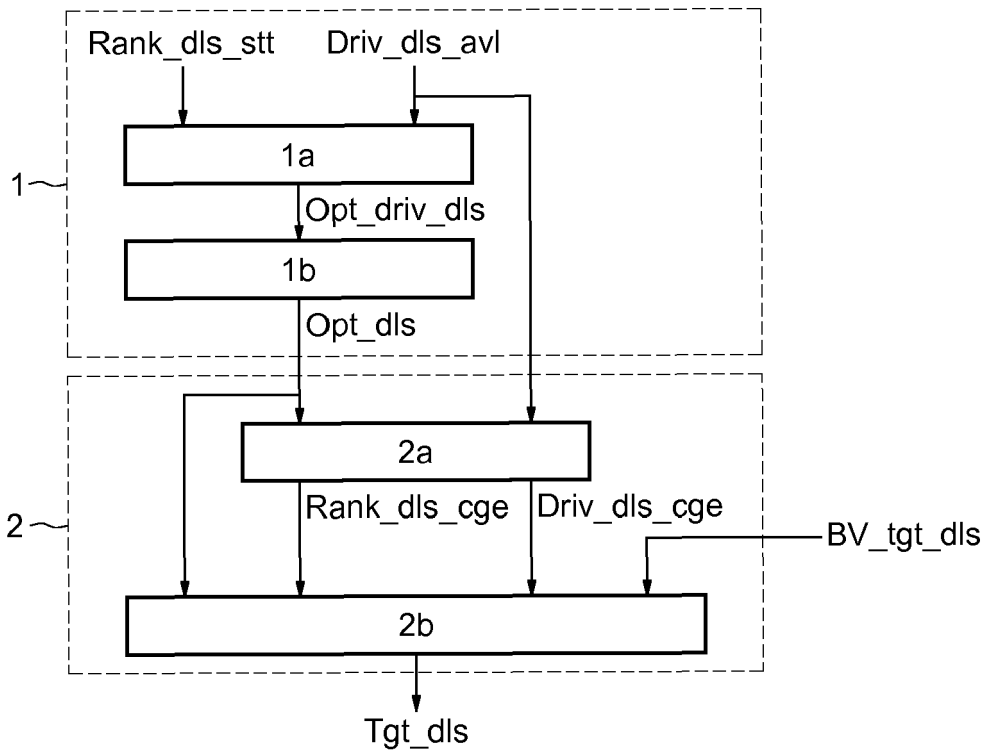 Rank_dls_stt
Driv_dls_avl
1a
1
Opt_driv_dls
1b
Opt_dls
2a
Rank_dls_cge
Driv_dls_cge
2
BV_tgt_dls
2b
Tgt_dls